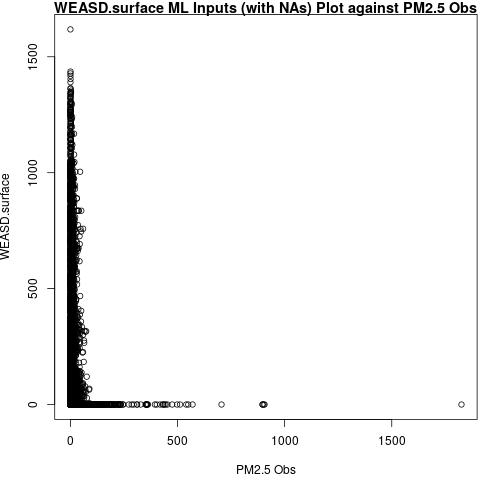 WEASD.surface ML Inputs (with NAs) Plot against PM2.5 Obs
1500
1000
500
0
WEASD.surface
0 500 1000 1500
PM2.5 Obs